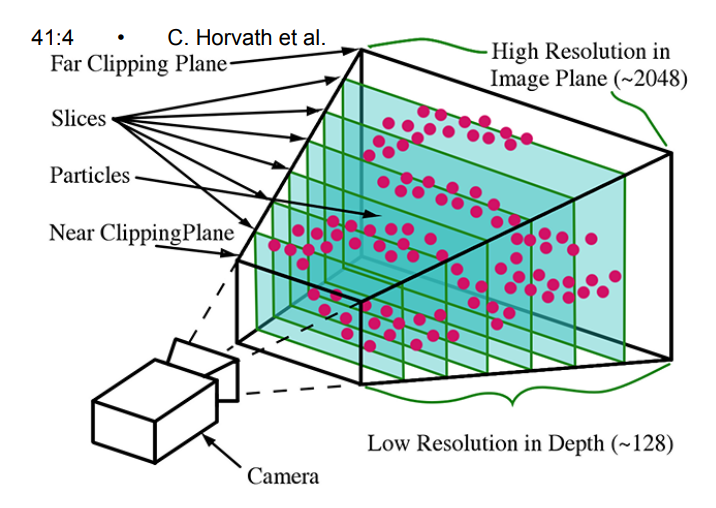 41:4 • C. Horvath et al.
Far Clipping Plane
High Resolution in
Image Plane (~2048)
Slices
Particles
Near ClippingPlane
Low Resolution in Depth (~128)
Camera